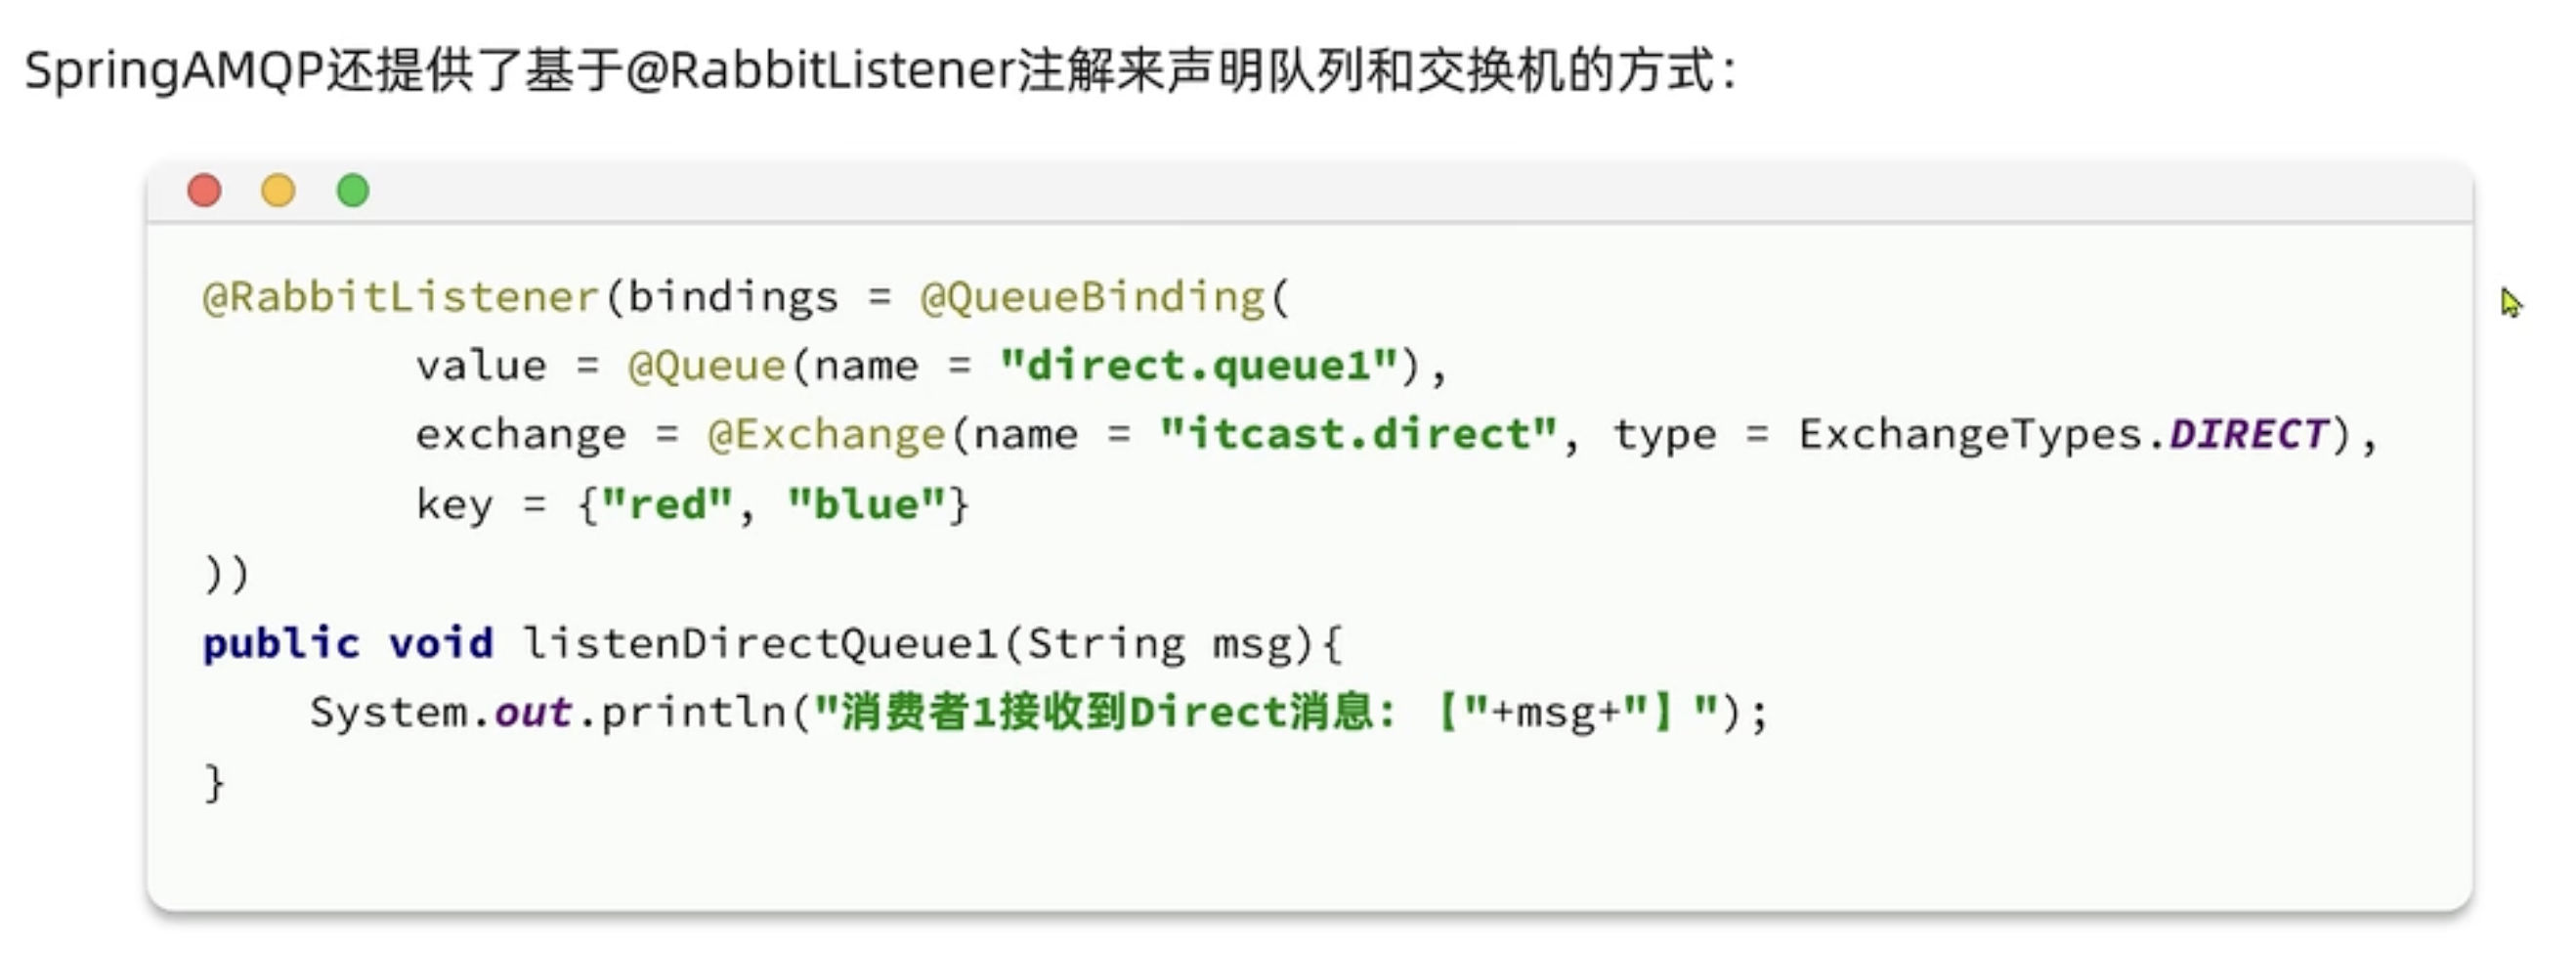 SpringAMQP还提供了基于@RabbitListener注解来声明队列和交换机的方式：
@RabbitListener(bindings = @QueueBinding(
        value = @Queue(name = "direct.queue1"),
        exchange = @Exchange(name = "itcast.direct", type = ExchangeTypes.DIRECT),
        key = {"red", "blue"}
))
public void listenDirectQueue1(String msg){
    System.out.println("消费者1接收到Direct消息：【"+msg+"】");
}